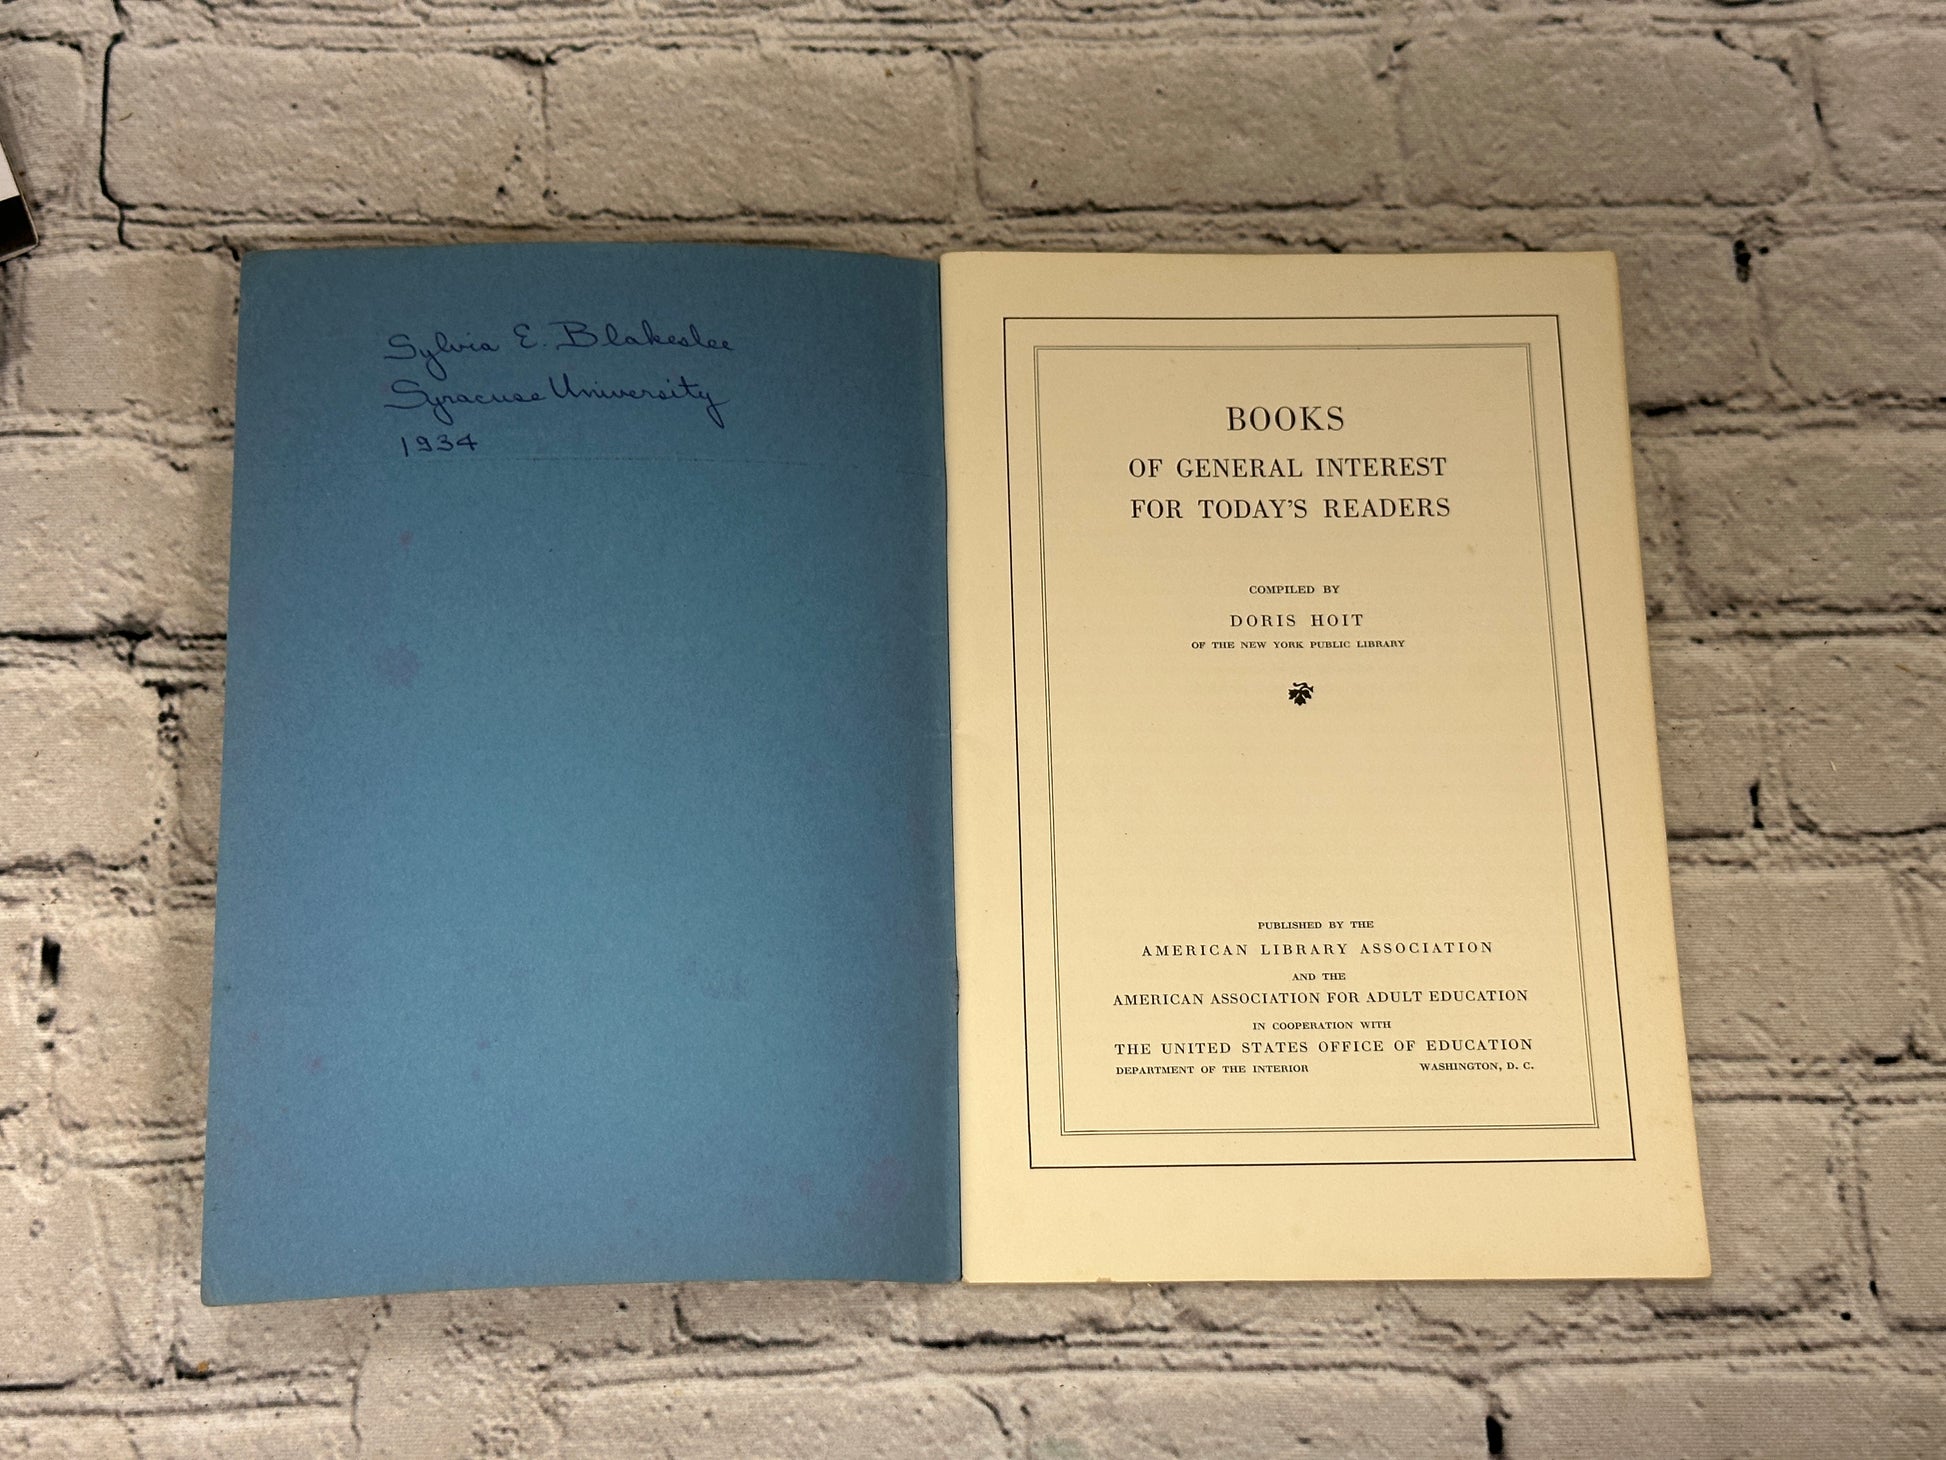 Sylvia E. Blakeslee
Syracuse University
1934
BOOKS
OF GENERAL INTEREST
FOR TODAY'S READERS
COMPILED BY
DORIS HOIT
OF THE NEW YORK PUBLIC LIBRARY
PUBLISHED BY THE
AMERICAN LIBRARY ASSOCIATION
AND THE
AMERICAN ASSOCIATION FOR ADULT EDUCATION
IN COOPERATION WITH
THE UNITED STATES OFFICE OF EDUCATION
DEPARTMENT OF THE INTERIOR WASHINGTON, D. C.